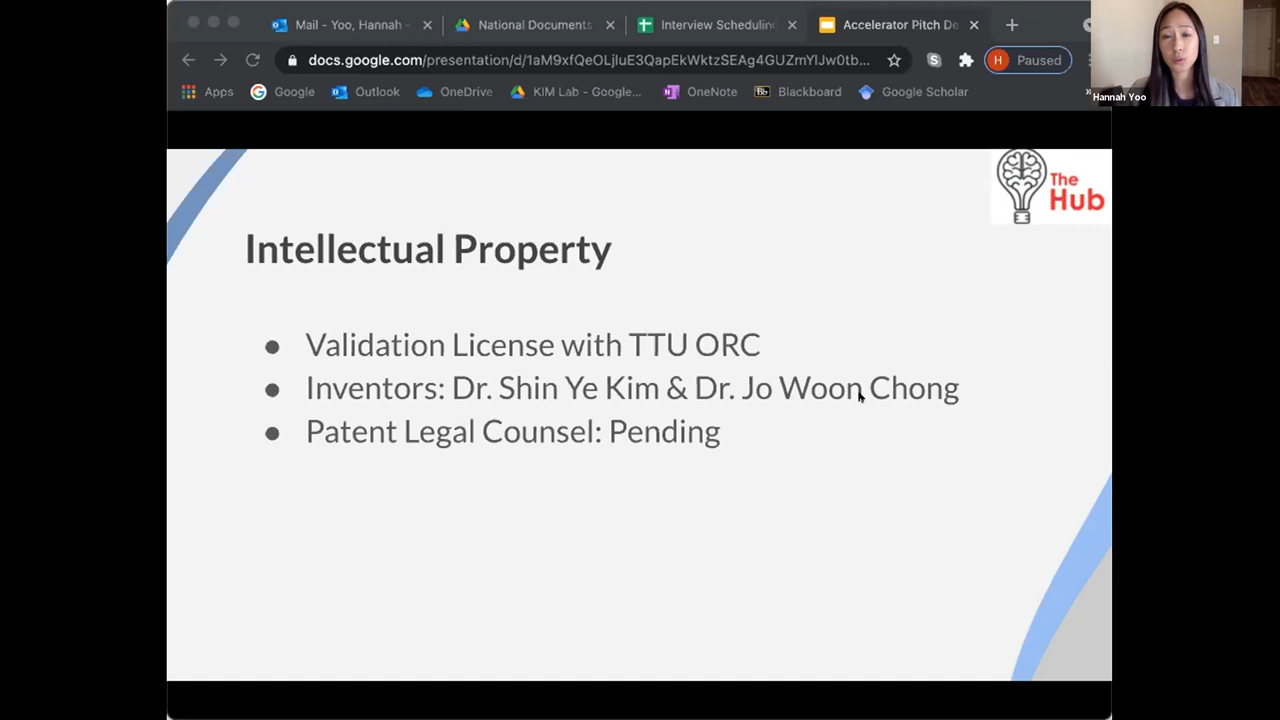 Mail - Yoo, Hannah -
National Documents
Interview Scheduling
Accelerator Pitch De
docs.google.com/presentation/d/1aM9xfQeOLjluE3QapEkWktzSEAg4GUZmYlJw0tb...
H Paused
Apps
Google
Outlook
OneDrive
KIM Lab - Google...
OneNote
Bb Blackboard
Google Scholar
»
Hannah Yoo
The
Hub
Intellectual Property
● Validation License with TTU ORC
● Inventors: Dr. Shin Ye Kim & Dr. Jo Woon Chong
● Patent Legal Counsel: Pending